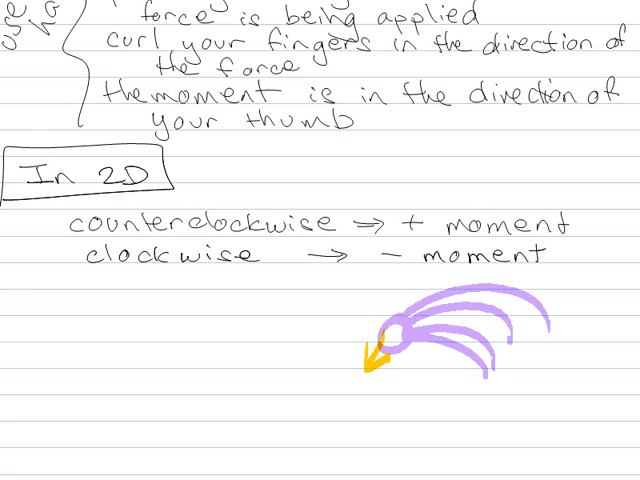 force is being applied
curl your fingers in the direction of
the force
the moment is in the direction of
your thumb
In 2D
counterclockwise → + moment
clockwise → - moment